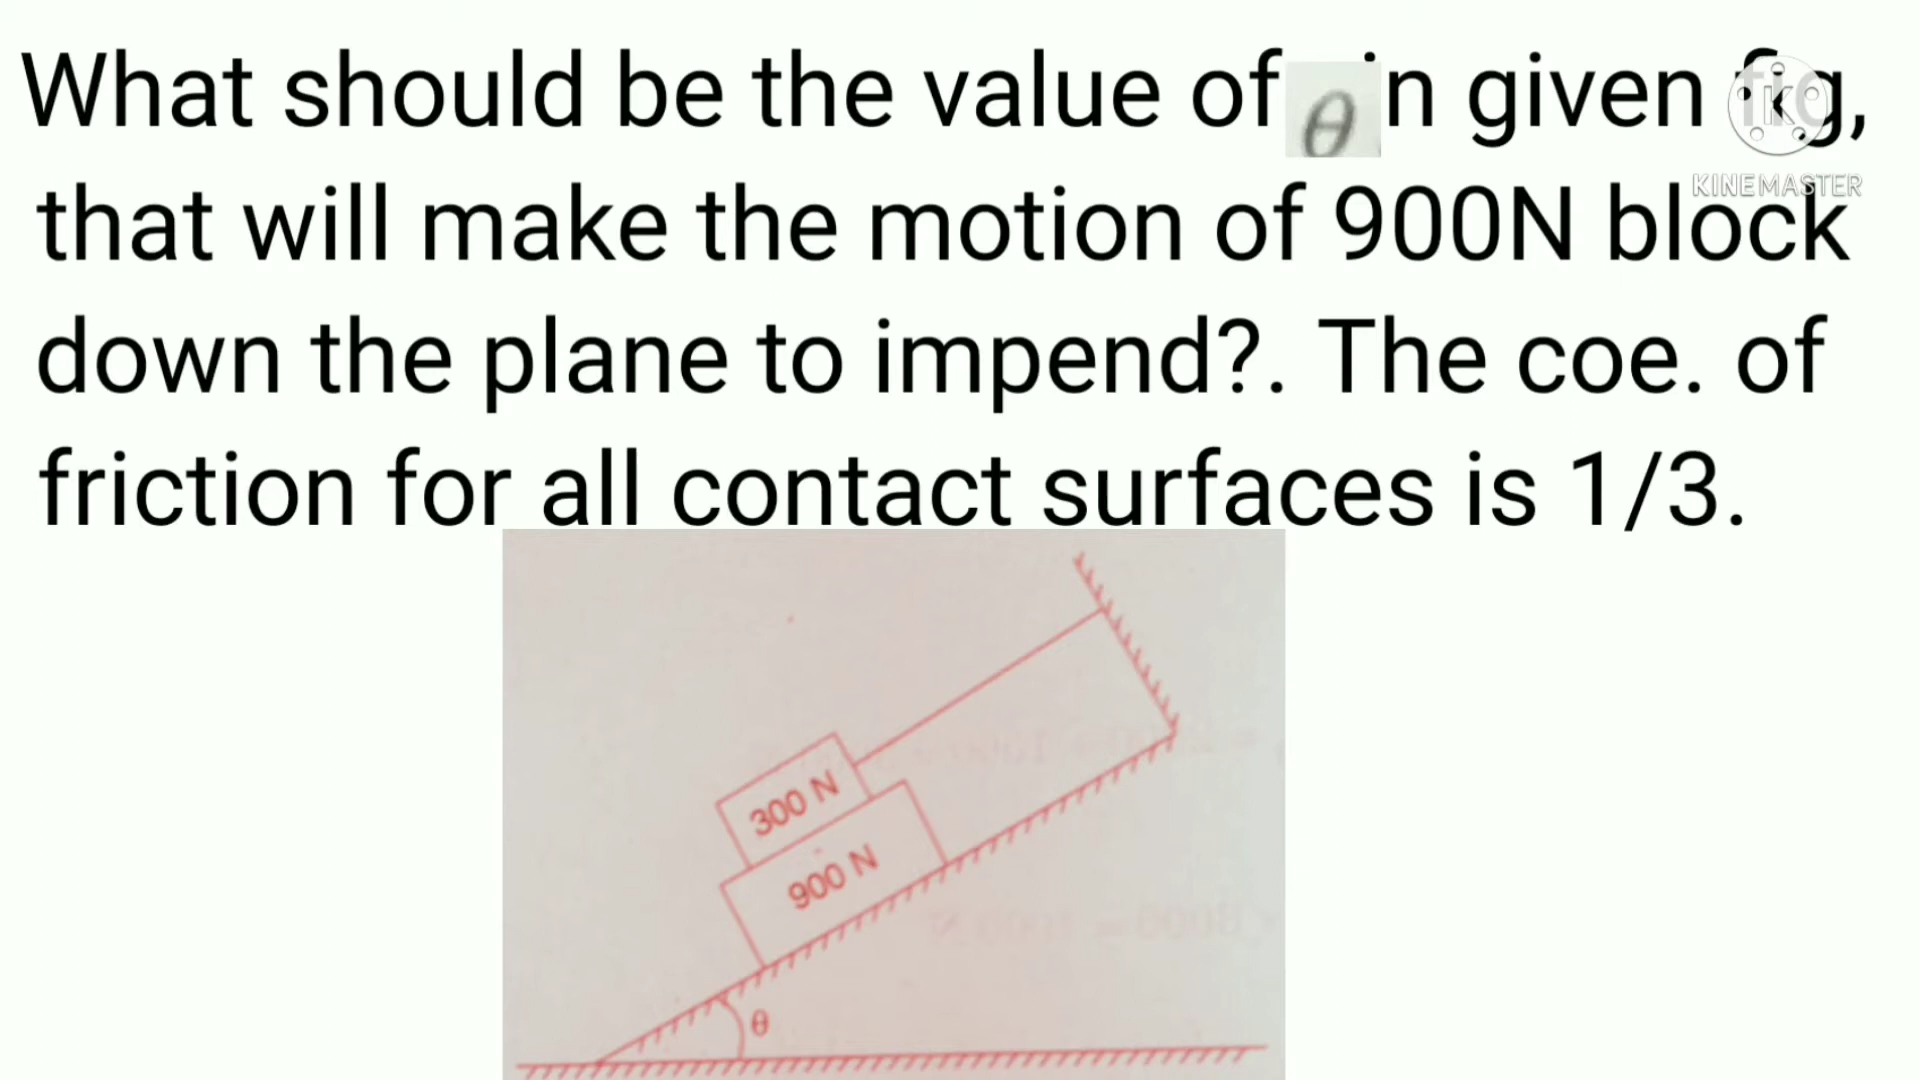 What should be the value of θ in given fig,
KINEMASTER
that will make the motion of 900N block
down the plane to impend?. The coe. of
friction for all contact surfaces is 1/3.
300 N
900 N
θ